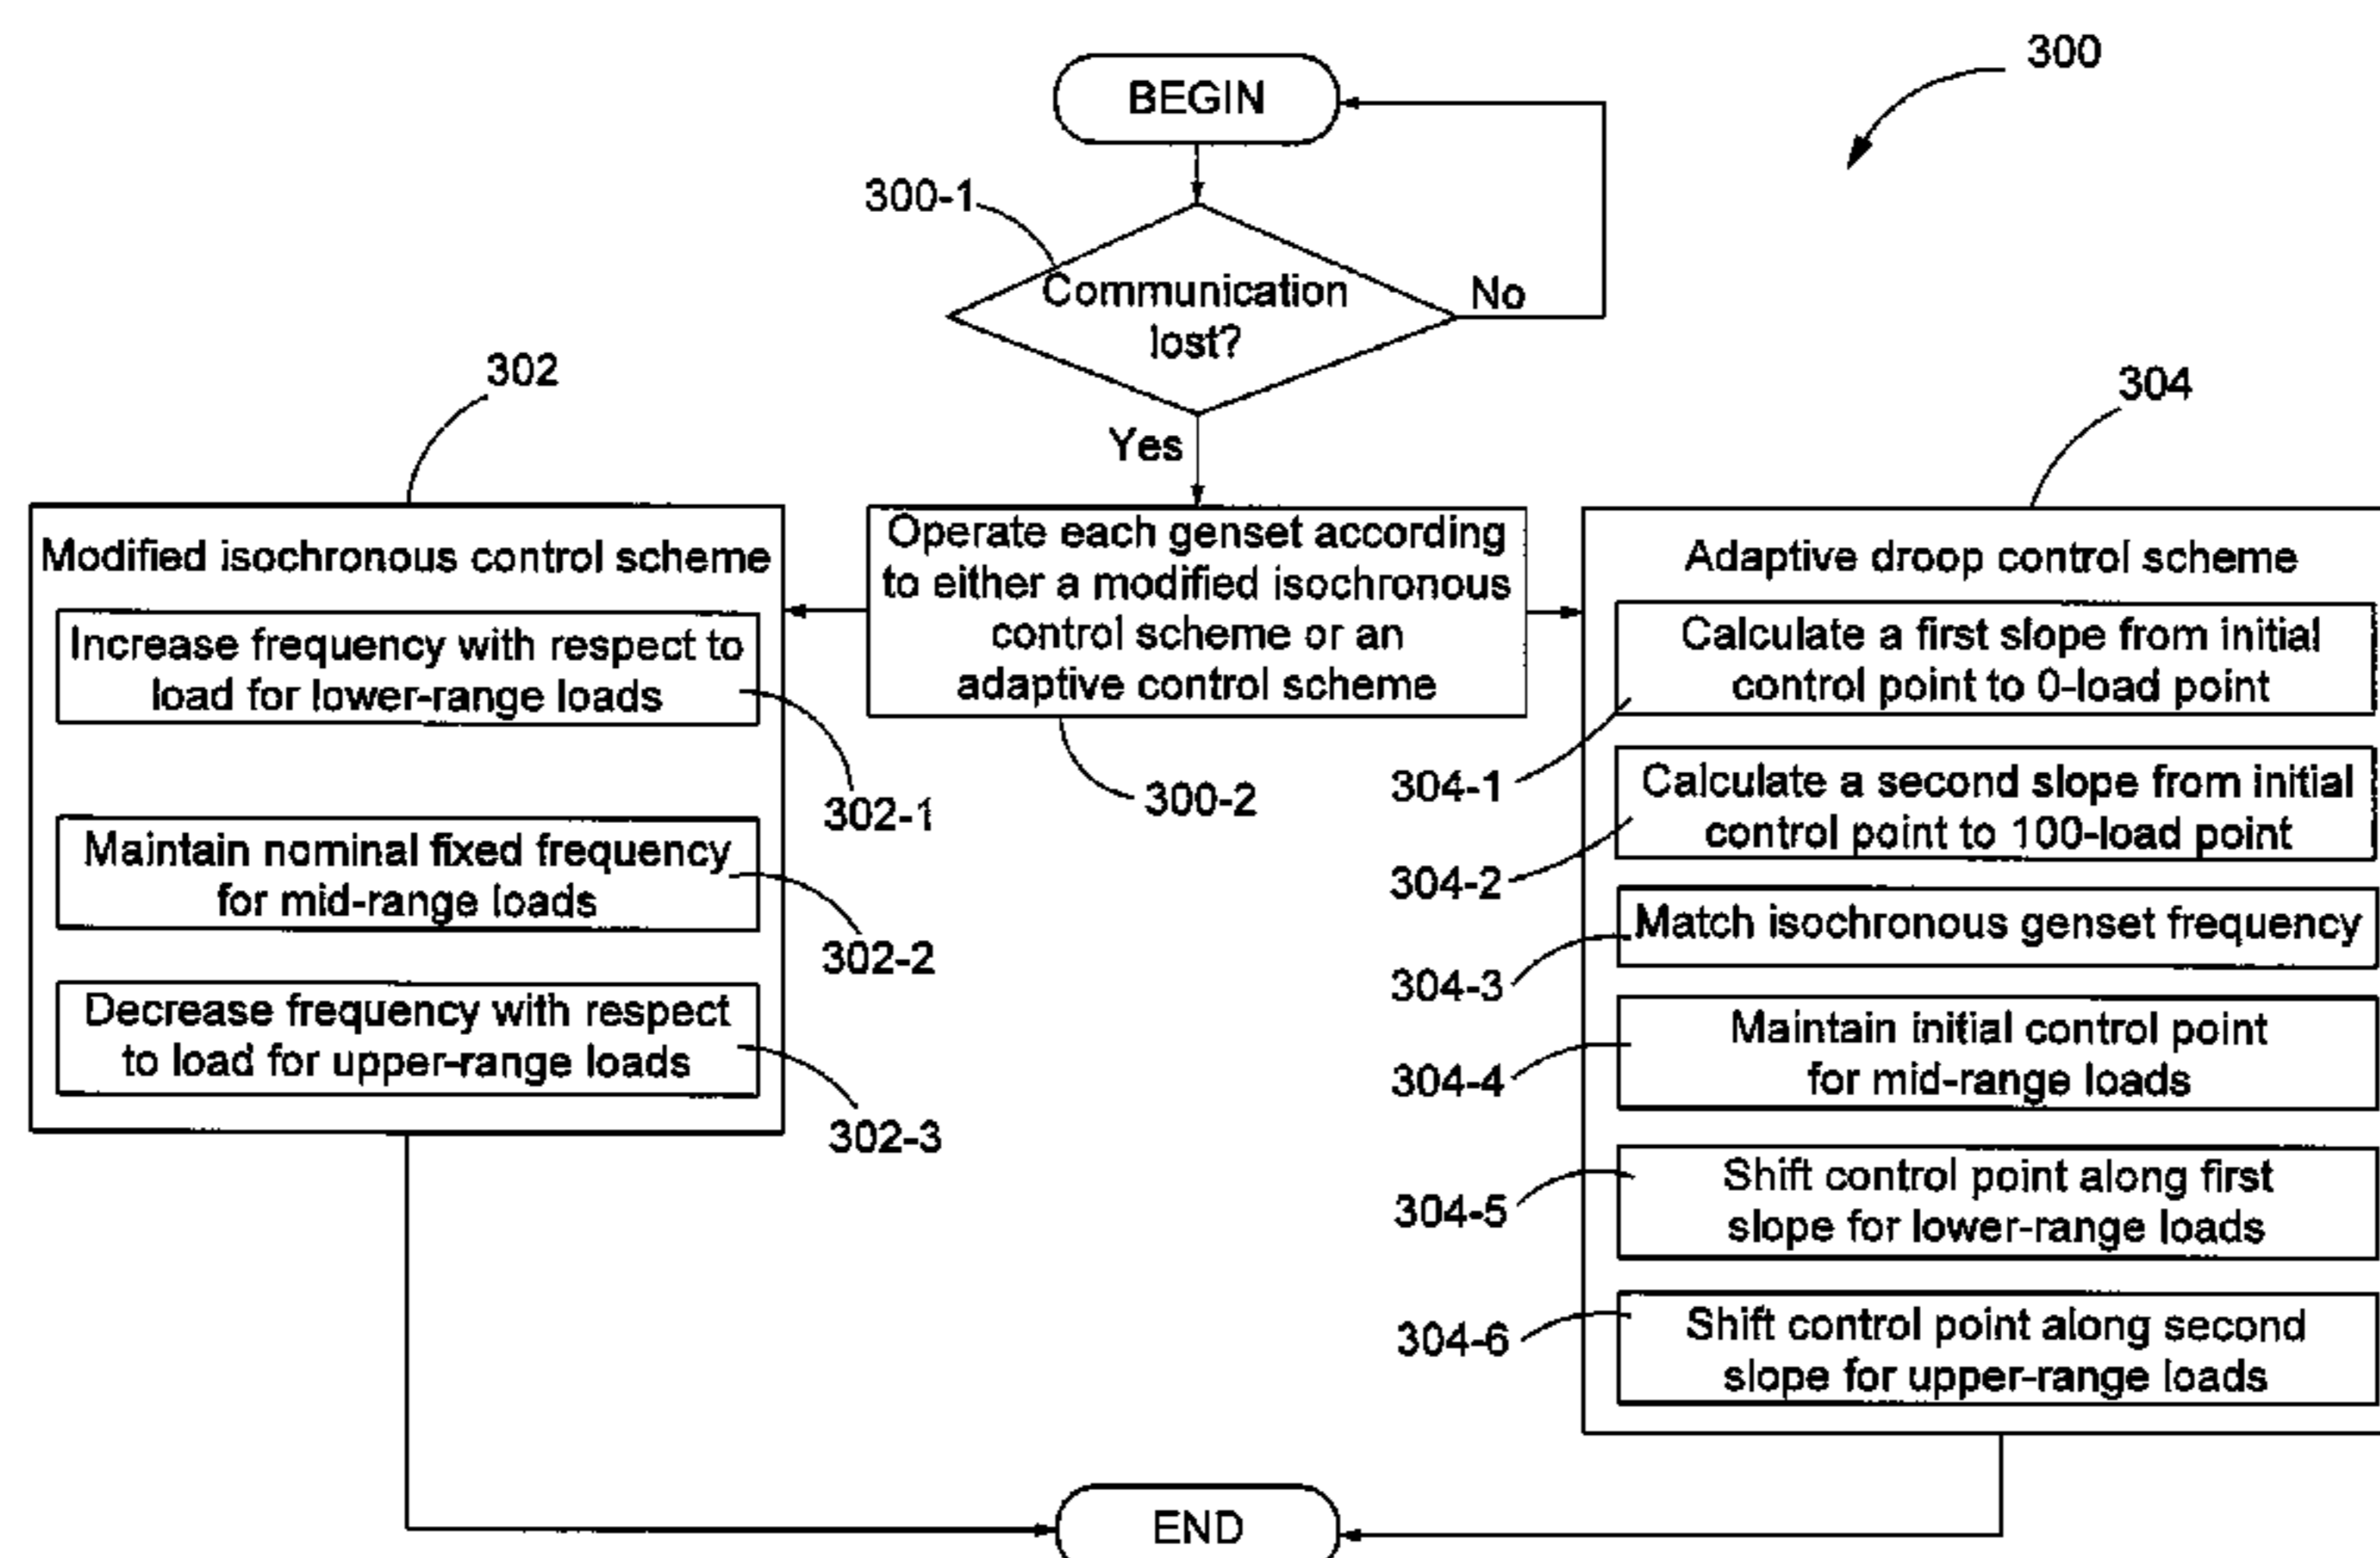 300
BEGIN
300-1
Communication
lost?
No
Yes
302
Modified isochronous control scheme
Increase frequency with respect to
load for lower-range loads
302-1
Maintain nominal fixed frequency
for mid-range loads
302-2
Decrease frequency with respect
to load for upper-range loads
302-3
Operate each genset according
to either a modified isochronous
control scheme or an
adaptive control scheme
300-2
304
Adaptive droop control scheme
Calculate a first slope from initial
control point to 0-load point
304-1
Calculate a second slope from initial
control point to 100-load point
304-2
Match isochronous genset frequency
304-3
Maintain initial control point
for mid-range loads
304-4
Shift control point along first
slope for lower-range loads
304-5
Shift control point along second
slope for upper-range loads
304-6
END